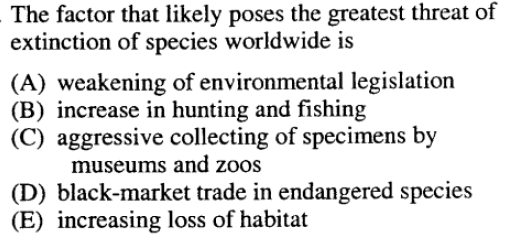 The factor that likely poses the greatest threat of
extinction of species worldwide is
(A) weakening of environmental legislation
(B) increase in hunting and fishing
(C) aggressive collecting of specimens by
museums and zoos
(D) black-market trade in endangered species
(E) increasing loss of habitat